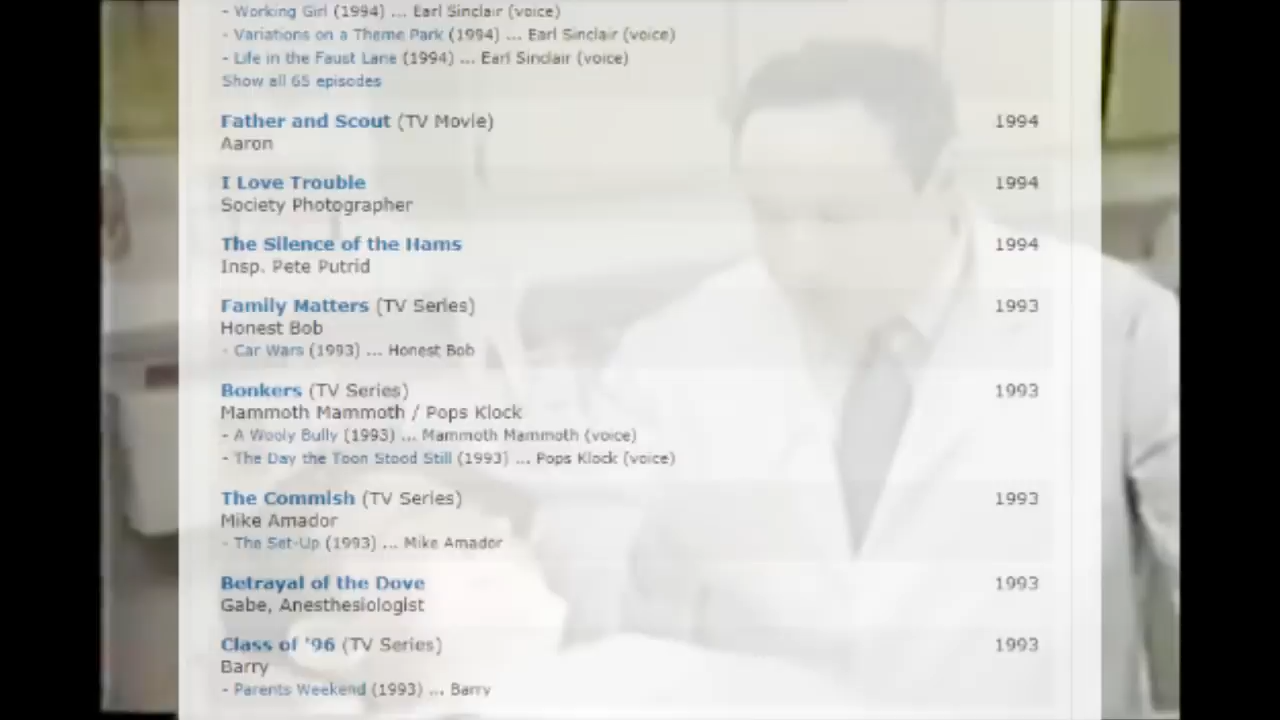 - Working Girl (1994) ... Earl Sinclair (voice)
- Variations on a Theme Park (1994) ... Earl Sinclair (voice)
- Life in the Faust Lane (1994) ... Earl Sinclair (voice)
Show all 65 episodes
Father and Scout (TV Movie) 1994
Aaron
I Love Trouble 1994
Society Photographer
The Silence of the Hams 1994
Insp. Pete Putrid
Family Matters (TV Series) 1993
Honest Bob
- Car Wars (1993) ... Honest Bob
Bonkers (TV Series) 1993
Mammoth Mammoth / Pops Klock
- A Wooly Bully (1993) ... Mammoth Mammoth (voice)
- The Day the Toon Stood Still (1993) ... Pops Klock (voice)
The Commish (TV Series) 1993
Mike Amador
- The Set-Up (1993) ... Mike Amador
Betrayal of the Dove 1993
Gabe, Anesthesiologist
Class of '96 (TV Series) 1993
Barry
- Parents Weekend (1993) ... Barry